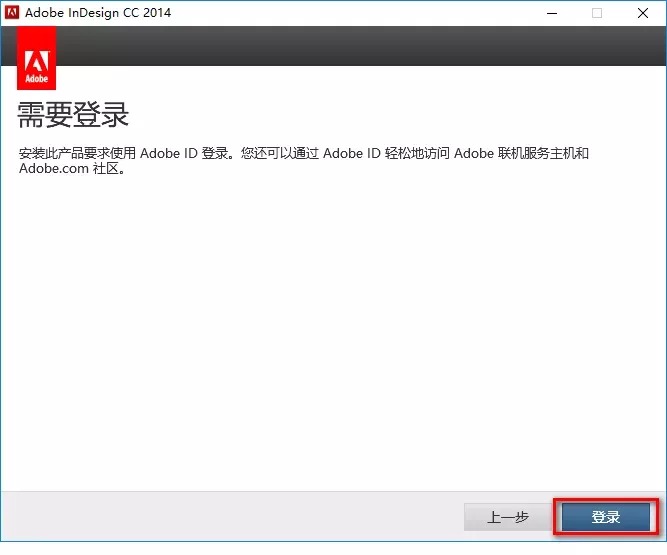 Adobe InDesign CC 2014
Adobe
需要登录
安装此产品要求使用 Adobe ID 登录。您还可以通过 Adobe ID 轻松地访问 Adobe 联机服务主机和
Adobe.com 社区。
上一步
登录